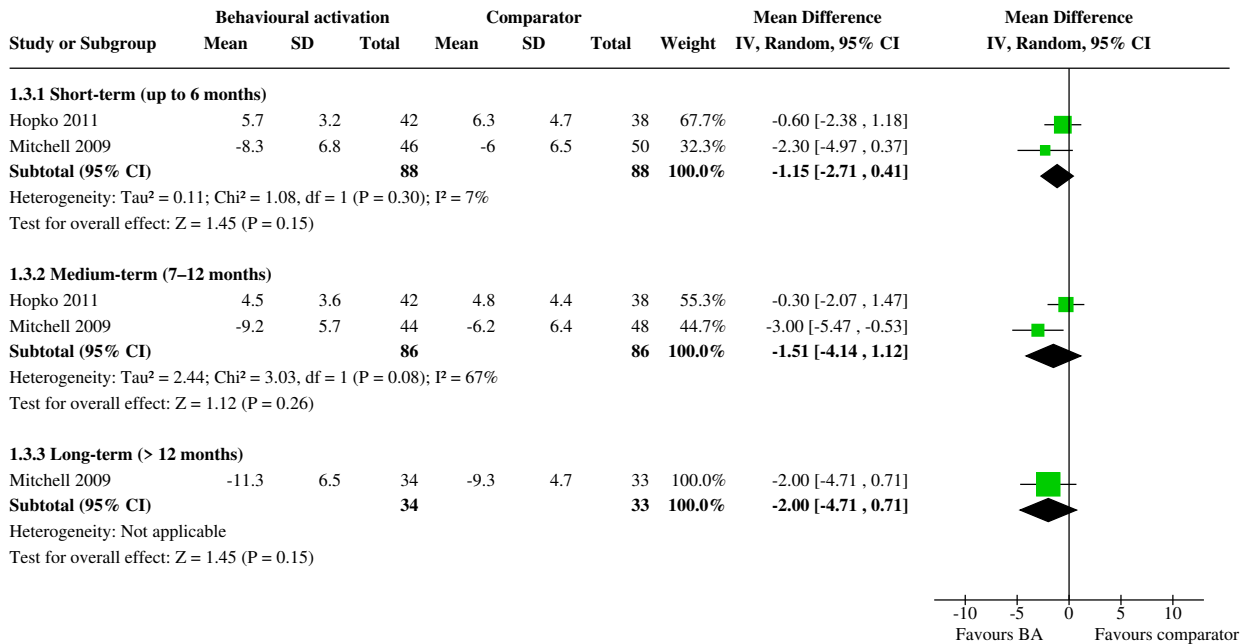 Behavioural activation Comparator Mean Difference Mean Difference
Study or Subgroup Mean SD Total Mean SD Total Weight IV, Random, 95% CI IV, Random, 95% CI
1.3.1 Short-term (up to 6 months)
Hopko 2011 5.7 3.2 42 6.3 4.7 38 67.7% -0.60 [-2.38 , 1.18]
Mitchell 2009 -8.3 6.8 46 -6 6.5 50 32.3% -2.30 [-4.97 , 0.37]
Subtotal (95% CI) 88 88 100.0% -1.15 [-2.71 , 0.41]
Heterogeneity: Tau² = 0.11; Chi² = 1.08, df = 1 (P = 0.30); I² = 7%
Test for overall effect: Z = 1.45 (P = 0.15)
1.3.2 Medium-term (7–12 months)
Hopko 2011 4.5 3.6 42 4.8 4.4 38 55.3% -0.30 [-2.07 , 1.47]
Mitchell 2009 -9.2 5.7 44 -6.2 6.4 48 44.7% -3.00 [-5.47 , -0.53]
Subtotal (95% CI) 86 86 100.0% -1.51 [-4.14 , 1.12]
Heterogeneity: Tau² = 2.44; Chi² = 3.03, df = 1 (P = 0.08); I² = 67%
Test for overall effect: Z = 1.12 (P = 0.26)
1.3.3 Long-term (> 12 months)
Mitchell 2009 -11.3 6.5 34 -9.3 4.7 33 100.0% -2.00 [-4.71 , 0.71]
Subtotal (95% CI) 34 33 100.0% -2.00 [-4.71 , 0.71]
Heterogeneity: Not applicable
Test for overall effect: Z = 1.45 (P = 0.15)
-10 -5 0 5 10
Favours BA Favours comparator